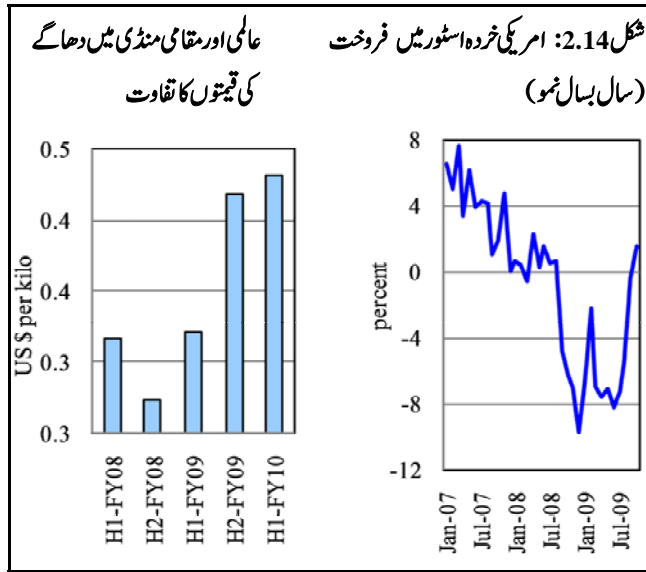 شکل 2.14: امریکی خردہ اسٹور میں فروخت
(سال بسال نمو)
8
4
0
-4
-8
-12
percent
Jan-07
Jul-07
Jan-08
Jul-08
Jan-09
Jul-09
عالمی اور مقامی منڈی میں دھاگے
کی قیمتوں کا تفاوت
0.5
0.4
0.4
0.3
0.3
US $ per kilo
H1-FY08
H2-FY08
H1-FY09
H2-FY09
H1-FY10